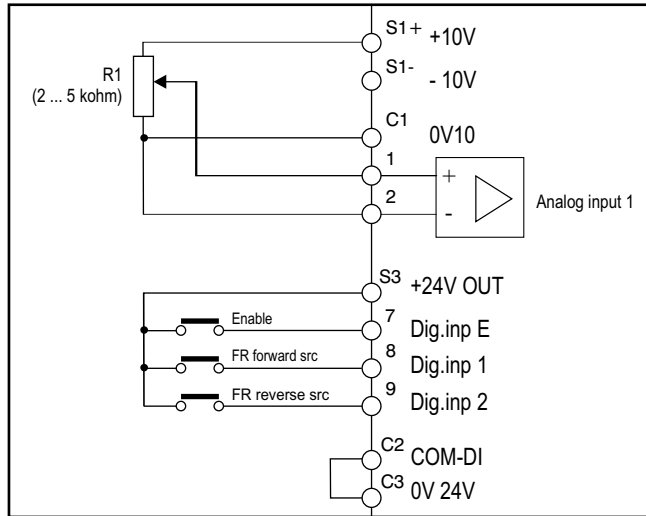 S1+ +10V
R1
(2 ... 5 kohm)
S1- - 10V
C1 0V10
1
+
2
-
Analog input 1
S3 +24V OUT
Enable 7 Dig.inp E
FR forward src 8 Dig.inp 1
FR reverse src 9 Dig.inp 2
C2 COM-DI
C3 0V 24V